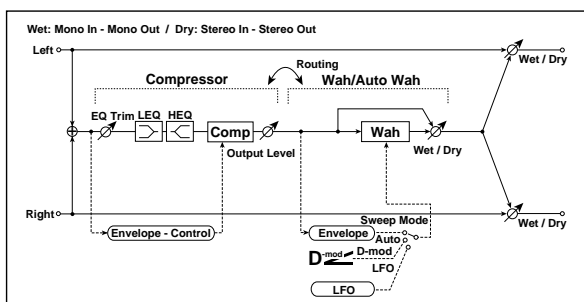 Wet: Mono In - Mono Out / Dry: Stereo In - Stereo Out
Left
Wet / Dry
Routing
Compressor
Wah/Auto Wah
EQ Trim
LEQ
HEQ
Comp
Output Level
Wah
Wet / Dry
Right
Wet / Dry
Sweep Mode
Envelope - Control
Envelope
Auto
D-mod
D-mod
LFO
LFO